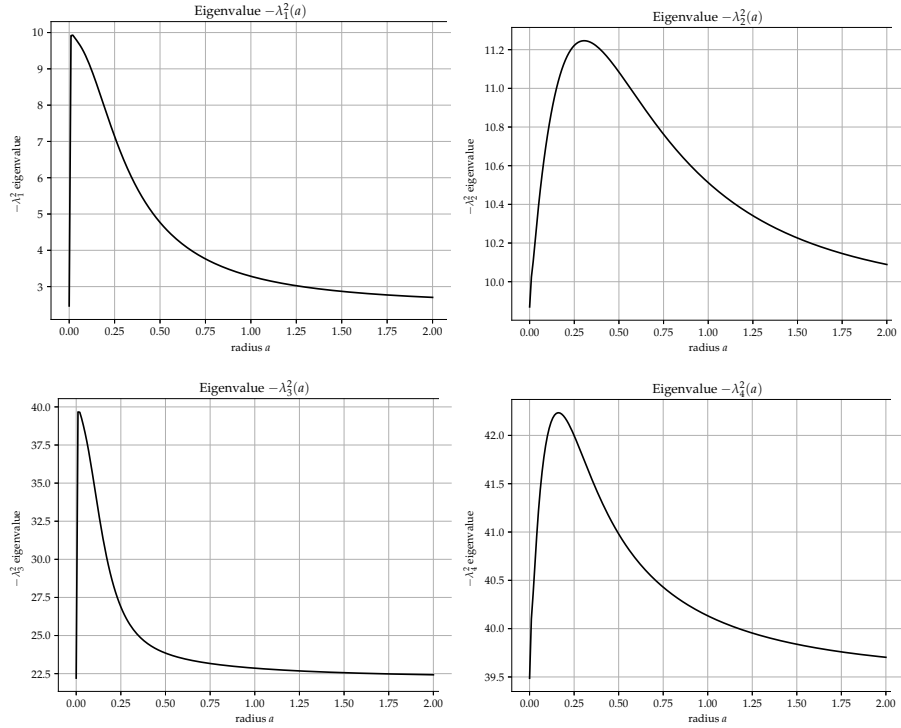 Eigenvalue −λ₁²(a)
−λ₁² eigenvalue
10
9
8
7
6
5
4
3
0.00 0.25 0.50 0.75 1.00 1.25 1.50 1.75 2.00
radius a
Eigenvalue −λ₂²(a)
−λ₂² eigenvalue
11.2
11.0
10.8
10.6
10.4
10.2
10.0
0.00 0.25 0.50 0.75 1.00 1.25 1.50 1.75 2.00
radius a
Eigenvalue −λ₃²(a)
−λ₃² eigenvalue
40.0
37.5
35.0
32.5
30.0
27.5
25.0
22.5
0.00 0.25 0.50 0.75 1.00 1.25 1.50 1.75 2.00
radius a
Eigenvalue −λ₄²(a)
−λ₄² eigenvalue
42.0
41.5
41.0
40.5
40.0
39.5
0.00 0.25 0.50 0.75 1.00 1.25 1.50 1.75 2.00
radius a